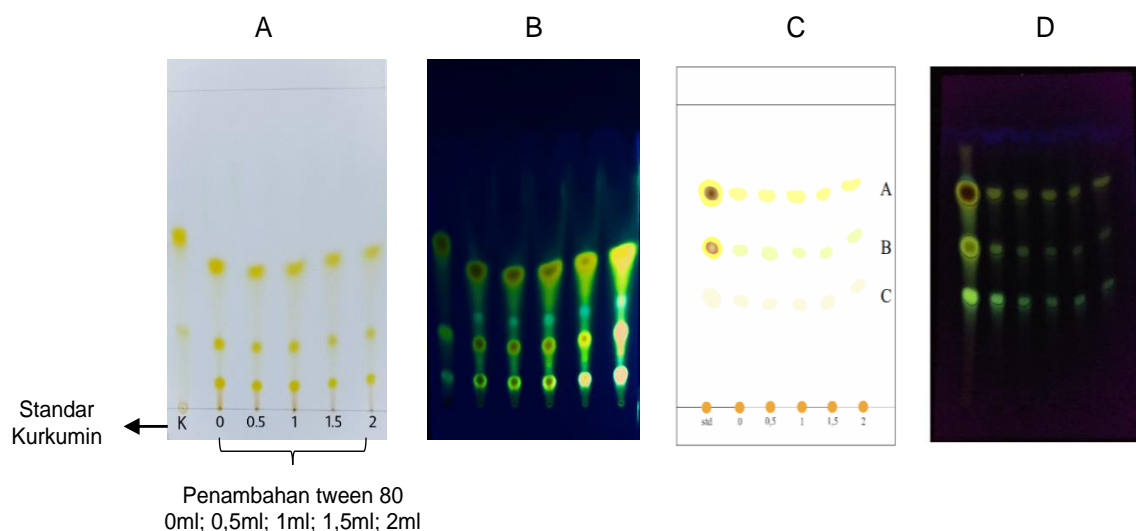 A B C D
A
B
C
Standar
Kurkumin
K 0 0.5 1 1.5 2
std 0 0,5 1 1,5 2
Penambahan tween 80
0ml; 0,5ml; 1ml; 1,5ml; 2ml